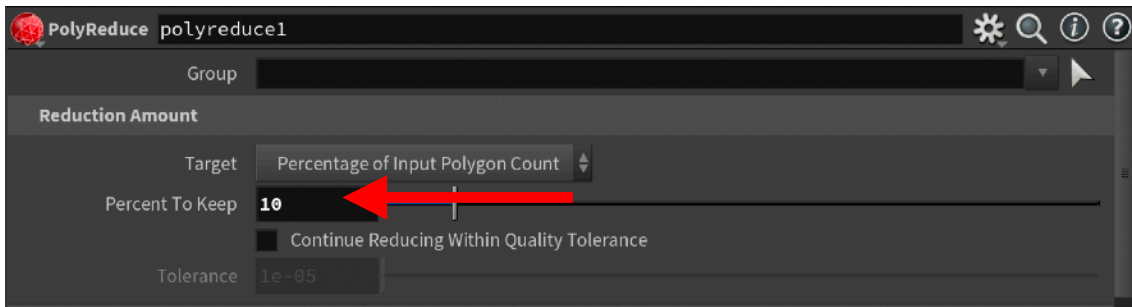 PolyReduce polyreduce1
Group
Reduction Amount
Target Percentage of Input Polygon Count
Percent To Keep 10
Continue Reducing Within Quality Tolerance
Tolerance 1e-05